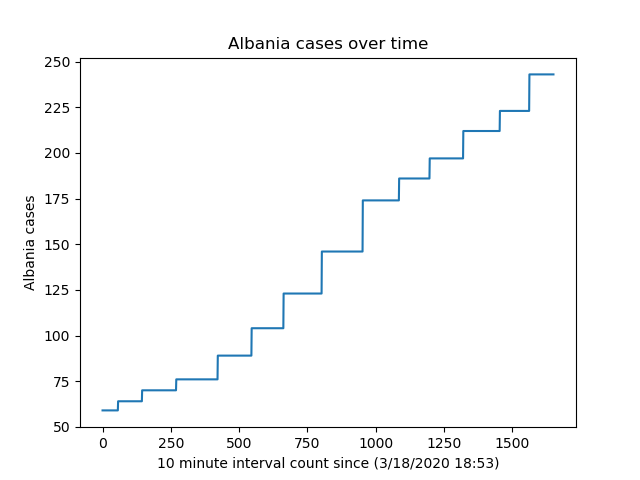 Albania cases over time
250
225
200
175
150
125
100
75
50
Albania cases
0 250 500 750 1000 1250 1500
10 minute interval count since (3/18/2020 18:53)